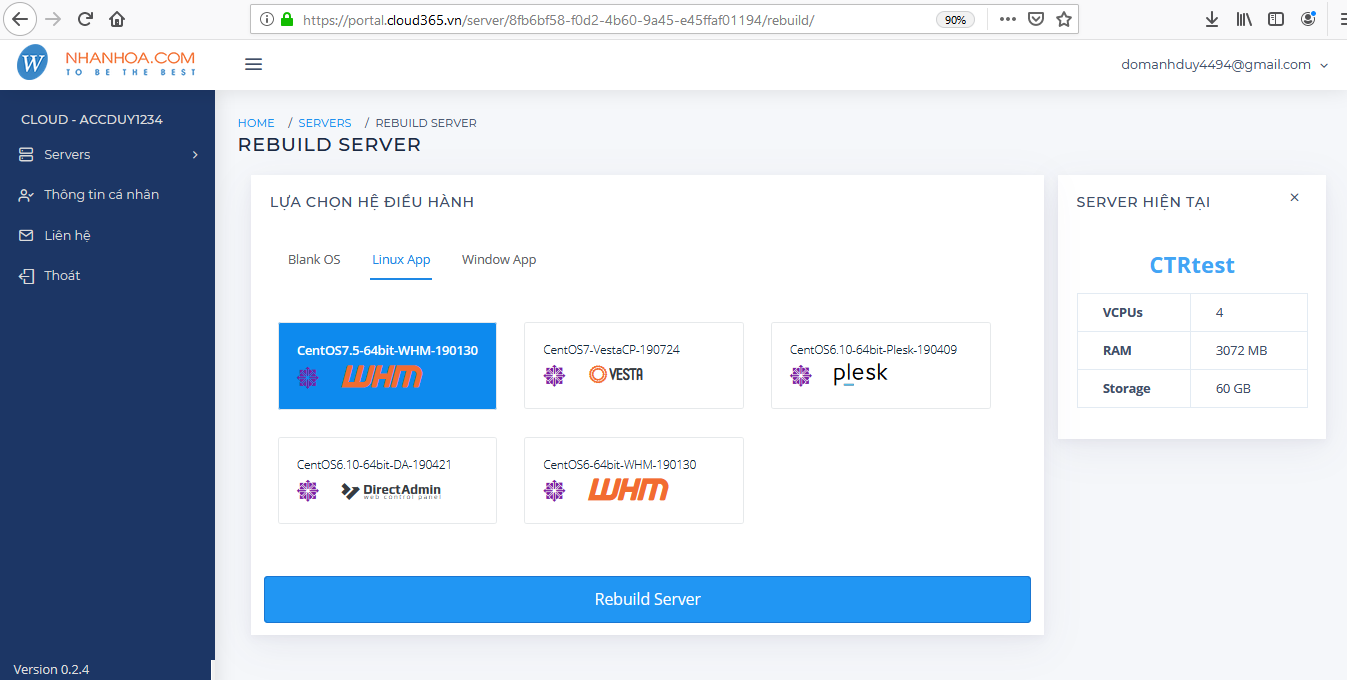 https://portal.cloud365.vn/server/8fb6bf58-f0d2-4b60-9a45-e45ffaf01194/rebuild/
90%
W
NHANHOA.COM
TO BE THE BEST
domanhduy4494@gmail.com
CLOUD - ACCDUY1234
Servers
Thông tin cá nhân
Liên hệ
Thoát
Version 0.2.4
HOME / SERVERS / REBUILD SERVER
REBUILD SERVER
LỰA CHỌN HỆ ĐIỀU HÀNH
Blank OS Linux App Window App
CentOS7.5-64bit-WHM-190130
WHM
CentOS7-VestaCP-190724
VESTA
CentOS6.10-64bit-Plesk-190409
plesk
CentOS6.10-64bit-DA-190421
DirectAdmin
web control panel
CentOS6-64bit-WHM-190130
WHM
Rebuild Server
SERVER HIỆN TẠI
CTRtest
VCPUs 4
RAM 3072 MB
Storage 60 GB